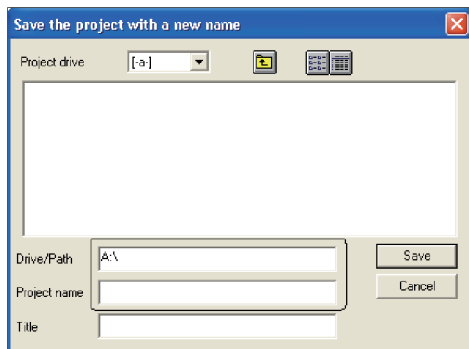 Save the project with a new name
Project drive [-a-]
Drive/Path A:\ Save
Project name Cancel
Title